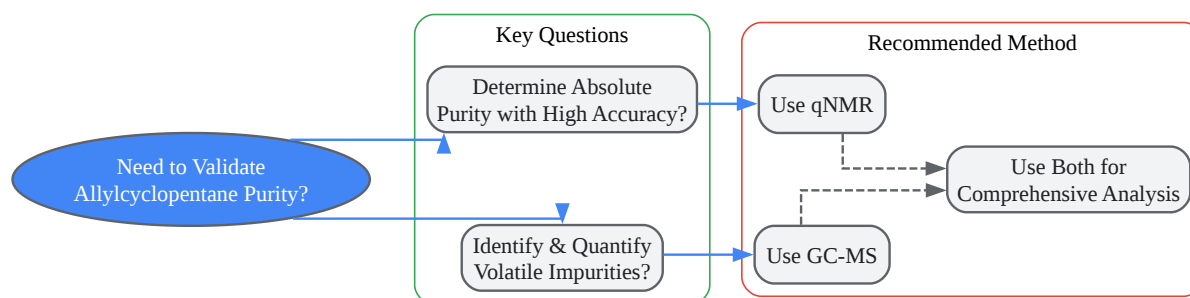 Key Questions
Recommended Method
Determine Absolute
Purity with High Accuracy?
Use qNMR
Need to Validate
Allylcyclopentane Purity?
Use Both for
Comprehensive Analysis
Identify & Quantify
Volatile Impurities?
Use GC-MS